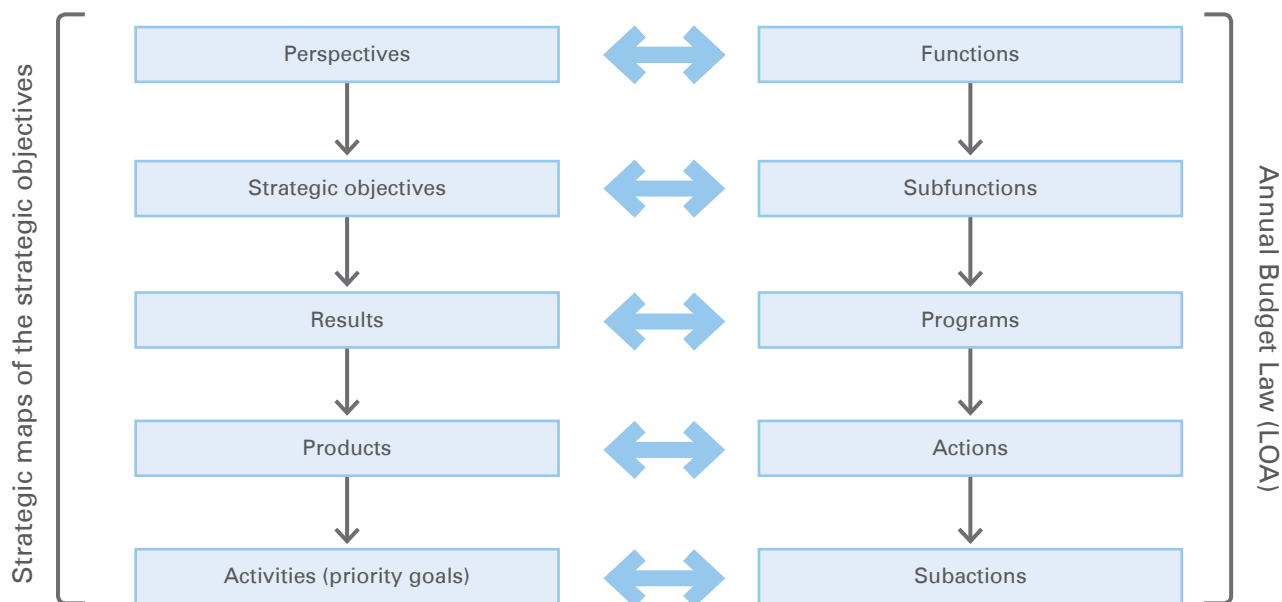 Strategic maps of the strategic objectives
Perspectives
Functions
Strategic objectives
Subfunctions
Results
Programs
Products
Actions
Activities (priority goals)
Subactions
Annual Budget Law (LOA)